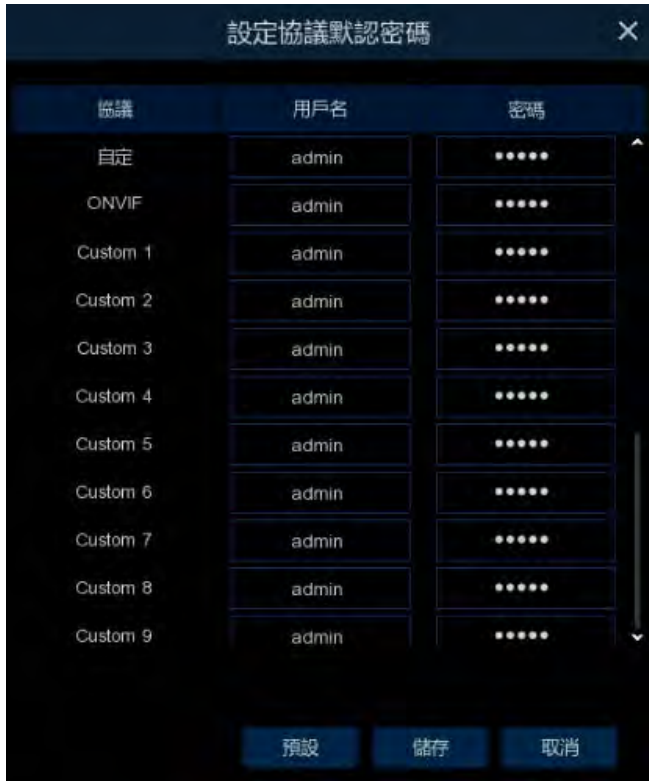 設定協議默認密碼 ×
協議 用戶名 密碼
自定 admin •••••
ONVIF admin •••••
Custom 1 admin •••••
Custom 2 admin •••••
Custom 3 admin •••••
Custom 4 admin •••••
Custom 5 admin •••••
Custom 6 admin •••••
Custom 7 admin •••••
Custom 8 admin •••••
Custom 9 admin •••••
預設 儲存 取消